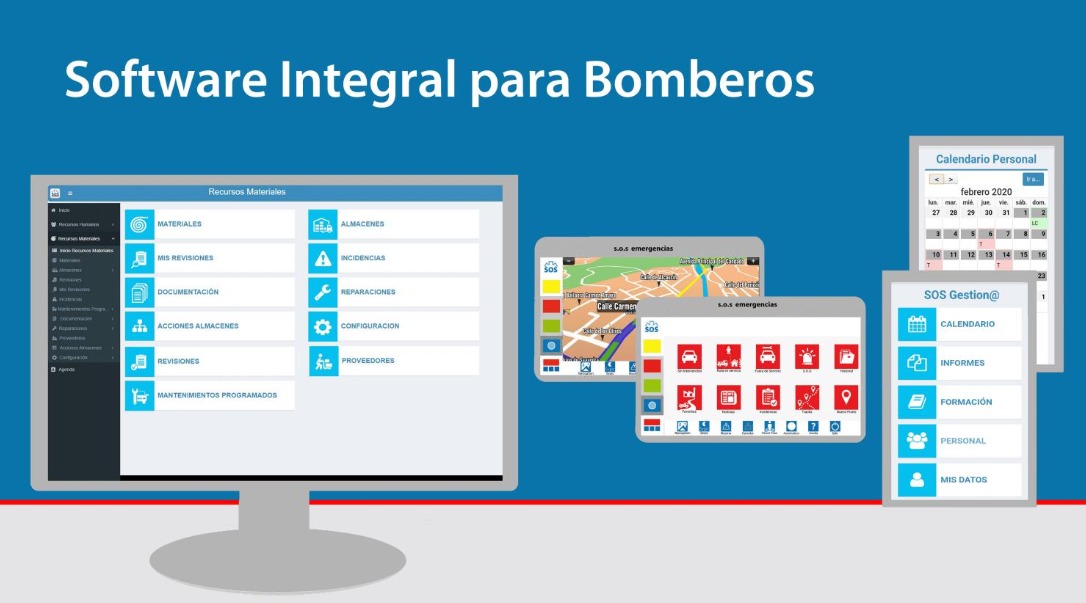 Software Integral para Bomberos
Recursos Materiales
Inicio
Recursos Humanos
Recursos Materiales
Inicio Recursos Materiales
Materiales
Almacenes
Revisiones
Mis Revisiones
Incidencias
Mantenimientos Progra...
Documentación
Reparaciones
Proveedores
Acciones Almacenes
Configuración
Agenda
MATERIALES
ALMACENES
MIS REVISIONES
INCIDENCIAS
DOCUMENTACIÓN
REPARACIONES
ACCIONES ALMACENES
CONFIGURACION
REVISIONES
PROVEEDORES
MANTENIMIENTOS PROGRAMADOS
s.o.s emergencias
SOS
Calle Carmen
s.o.s emergencias
SOS
Calendario Personal
< >
Ir a...
febrero 2020
lun. mar. mié. jue. vie. sáb. dom.
27 28 29 30 31 1 2
LC
3 4 5 6 7 8 9
T
10 11 12 13 14 15 16
T T
23
1
SOS Gestion@
CALENDARIO
INFORMES
FORMACIÓN
PERSONAL
MIS DATOS